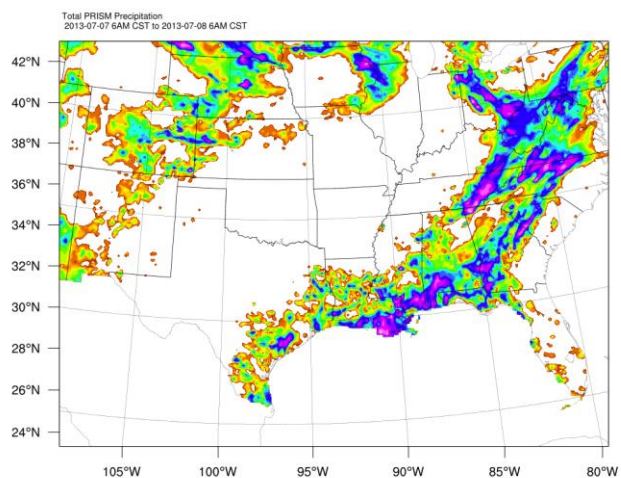 Total PRISM Precipitation
2013-07-07 6AM CST to 2013-07-08 6AM CST
42°N
40°N
38°N
36°N
34°N
32°N
30°N
28°N
26°N
24°N
105°W 100°W 95°W 90°W 85°W 80°W